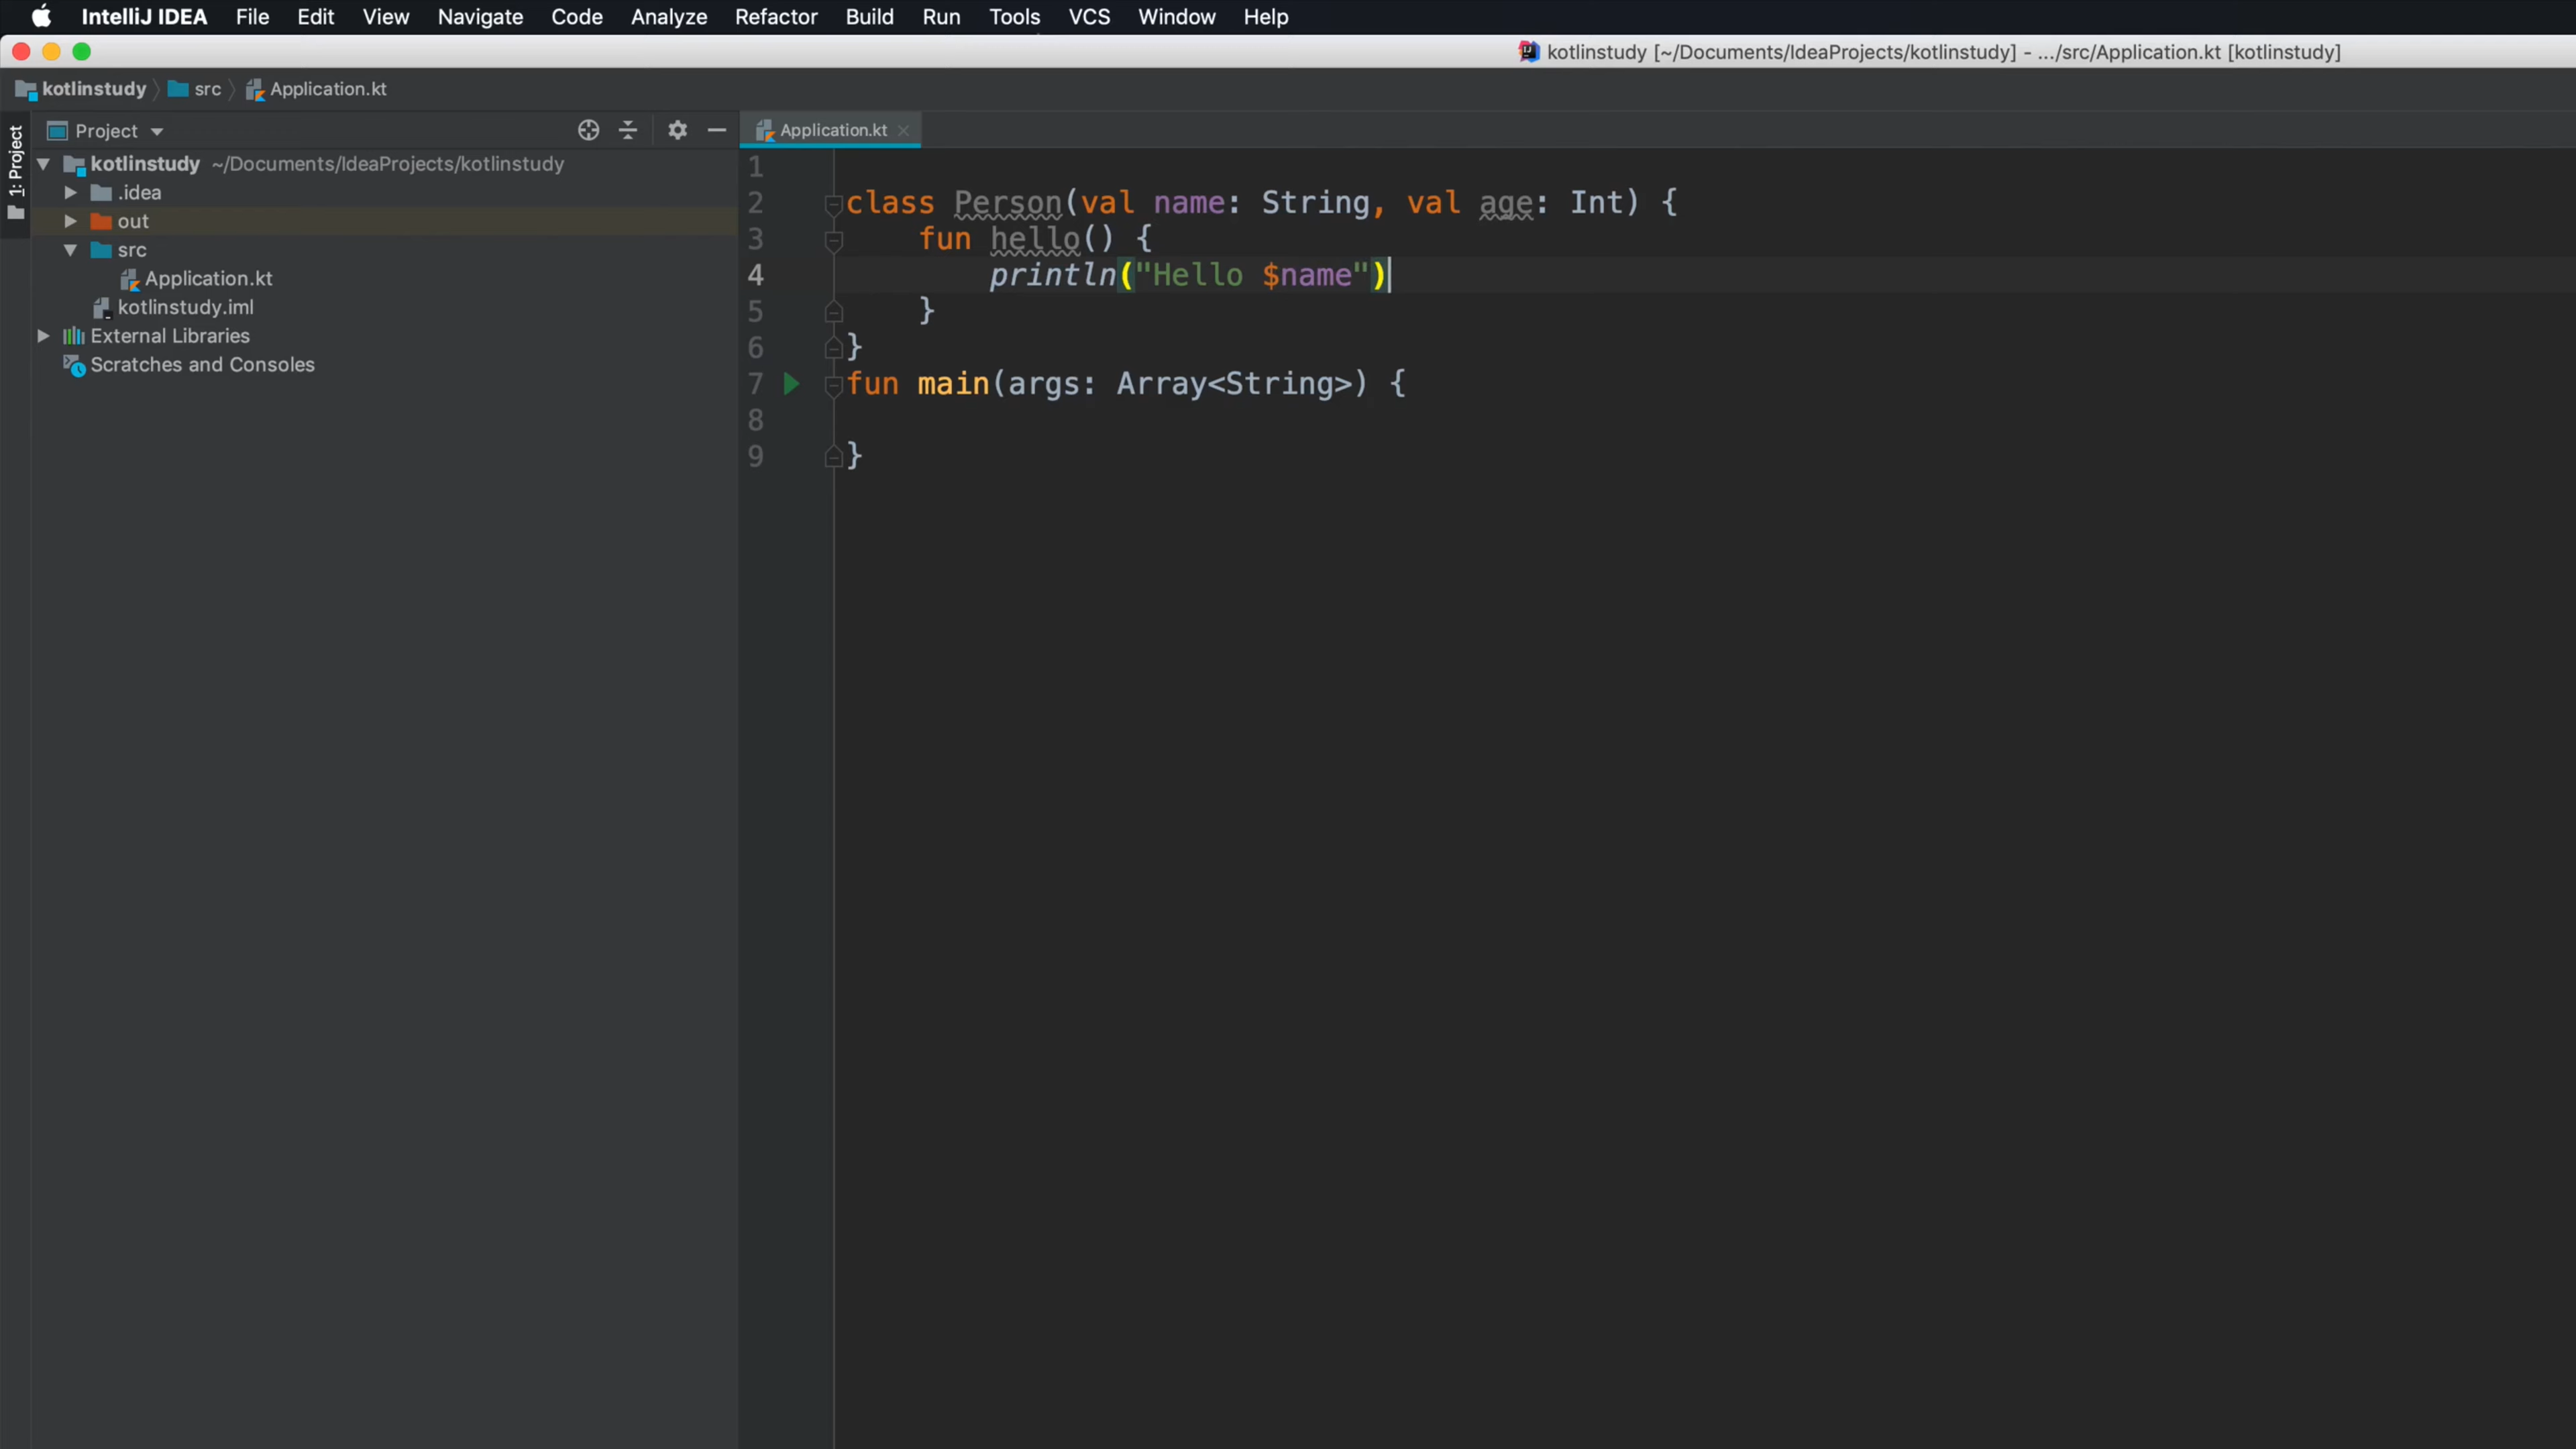 IntelliJ IDEA File Edit View Navigate Code Analyze Refactor Build Run Tools VCS Window Help
kotlinstudy [~/Documents/IdeaProjects/kotlinstudy] - .../src/Application.kt [kotlinstudy]
kotlinstudy src Application.kt
1: Project
Project
kotlinstudy ~/Documents/IdeaProjects/kotlinstudy
.idea
out
src
Application.kt
kotlinstudy.iml
External Libraries
Scratches and Consoles
Application.kt
1
2 class Person(val name: String, val age: Int) {
3 fun hello() {
4 println("Hello $name")
5 }
6 }
7 fun main(args: Array<String>) {
8
9 }